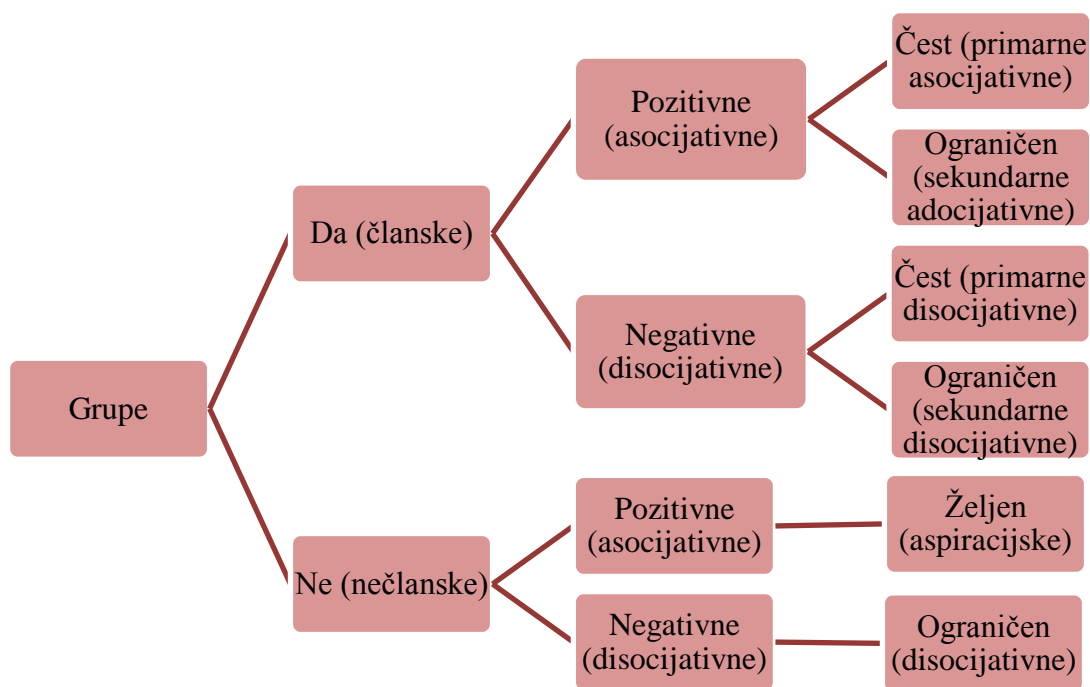 Grupe
Da (članske)
Pozitivne
(asocijativne)
Čest (primarne
asocijativne)
Ograničen
(sekundarne
adocijativne)
Negativne
(disocijativne)
Čest (primarne
disocijativne)
Ograničen
(sekundarne
disocijativne)
Ne (nečlanske)
Pozitivne
(asocijativne)
Željen
(aspiracijske)
Negativne
(disocijativne)
Ograničen
(disocijativne)